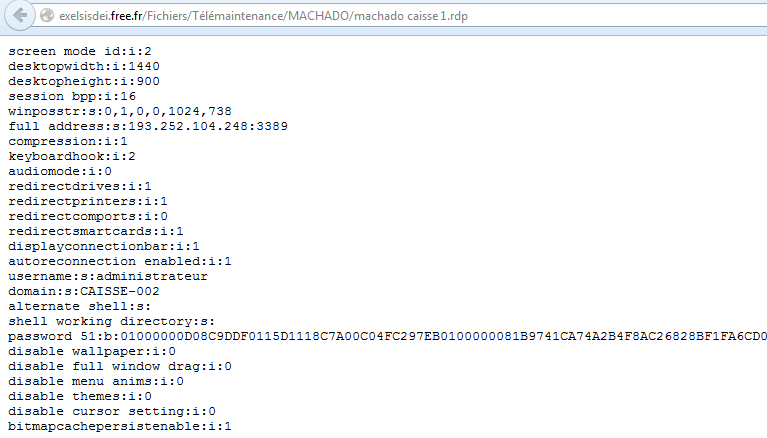 exelsisdei.free.fr/Fichiers/Télémaintenance/MACHADO/machado caisse 1.rdp
screen mode id:i:2
desktopwidth:i:1440
desktopheight:i:900
session bpp:i:16
winposstr:s:0,1,0,0,1024,738
full address:s:193.252.104.248:3389
compression:i:1
keyboardhook:i:2
audiomode:i:0
redirectdrives:i:1
redirectprinters:i:1
redirectcomports:i:0
redirectsmartcards:i:1
displayconnectionbar:i:1
autoreconnection enabled:i:1
username:s:administrateur
domain:s:CAISSE-002
alternate shell:s:
shell working directory:s:
password 51:b:01000000D08C9DDF0115D1118C7A00C04FC297EB0100000081B9741CA74A2B4F8AC26828BF1FA6CD0
disable wallpaper:i:0
disable full window drag:i:0
disable menu anims:i:0
disable themes:i:0
disable cursor setting:i:0
bitmapcachepersistenable:i:1